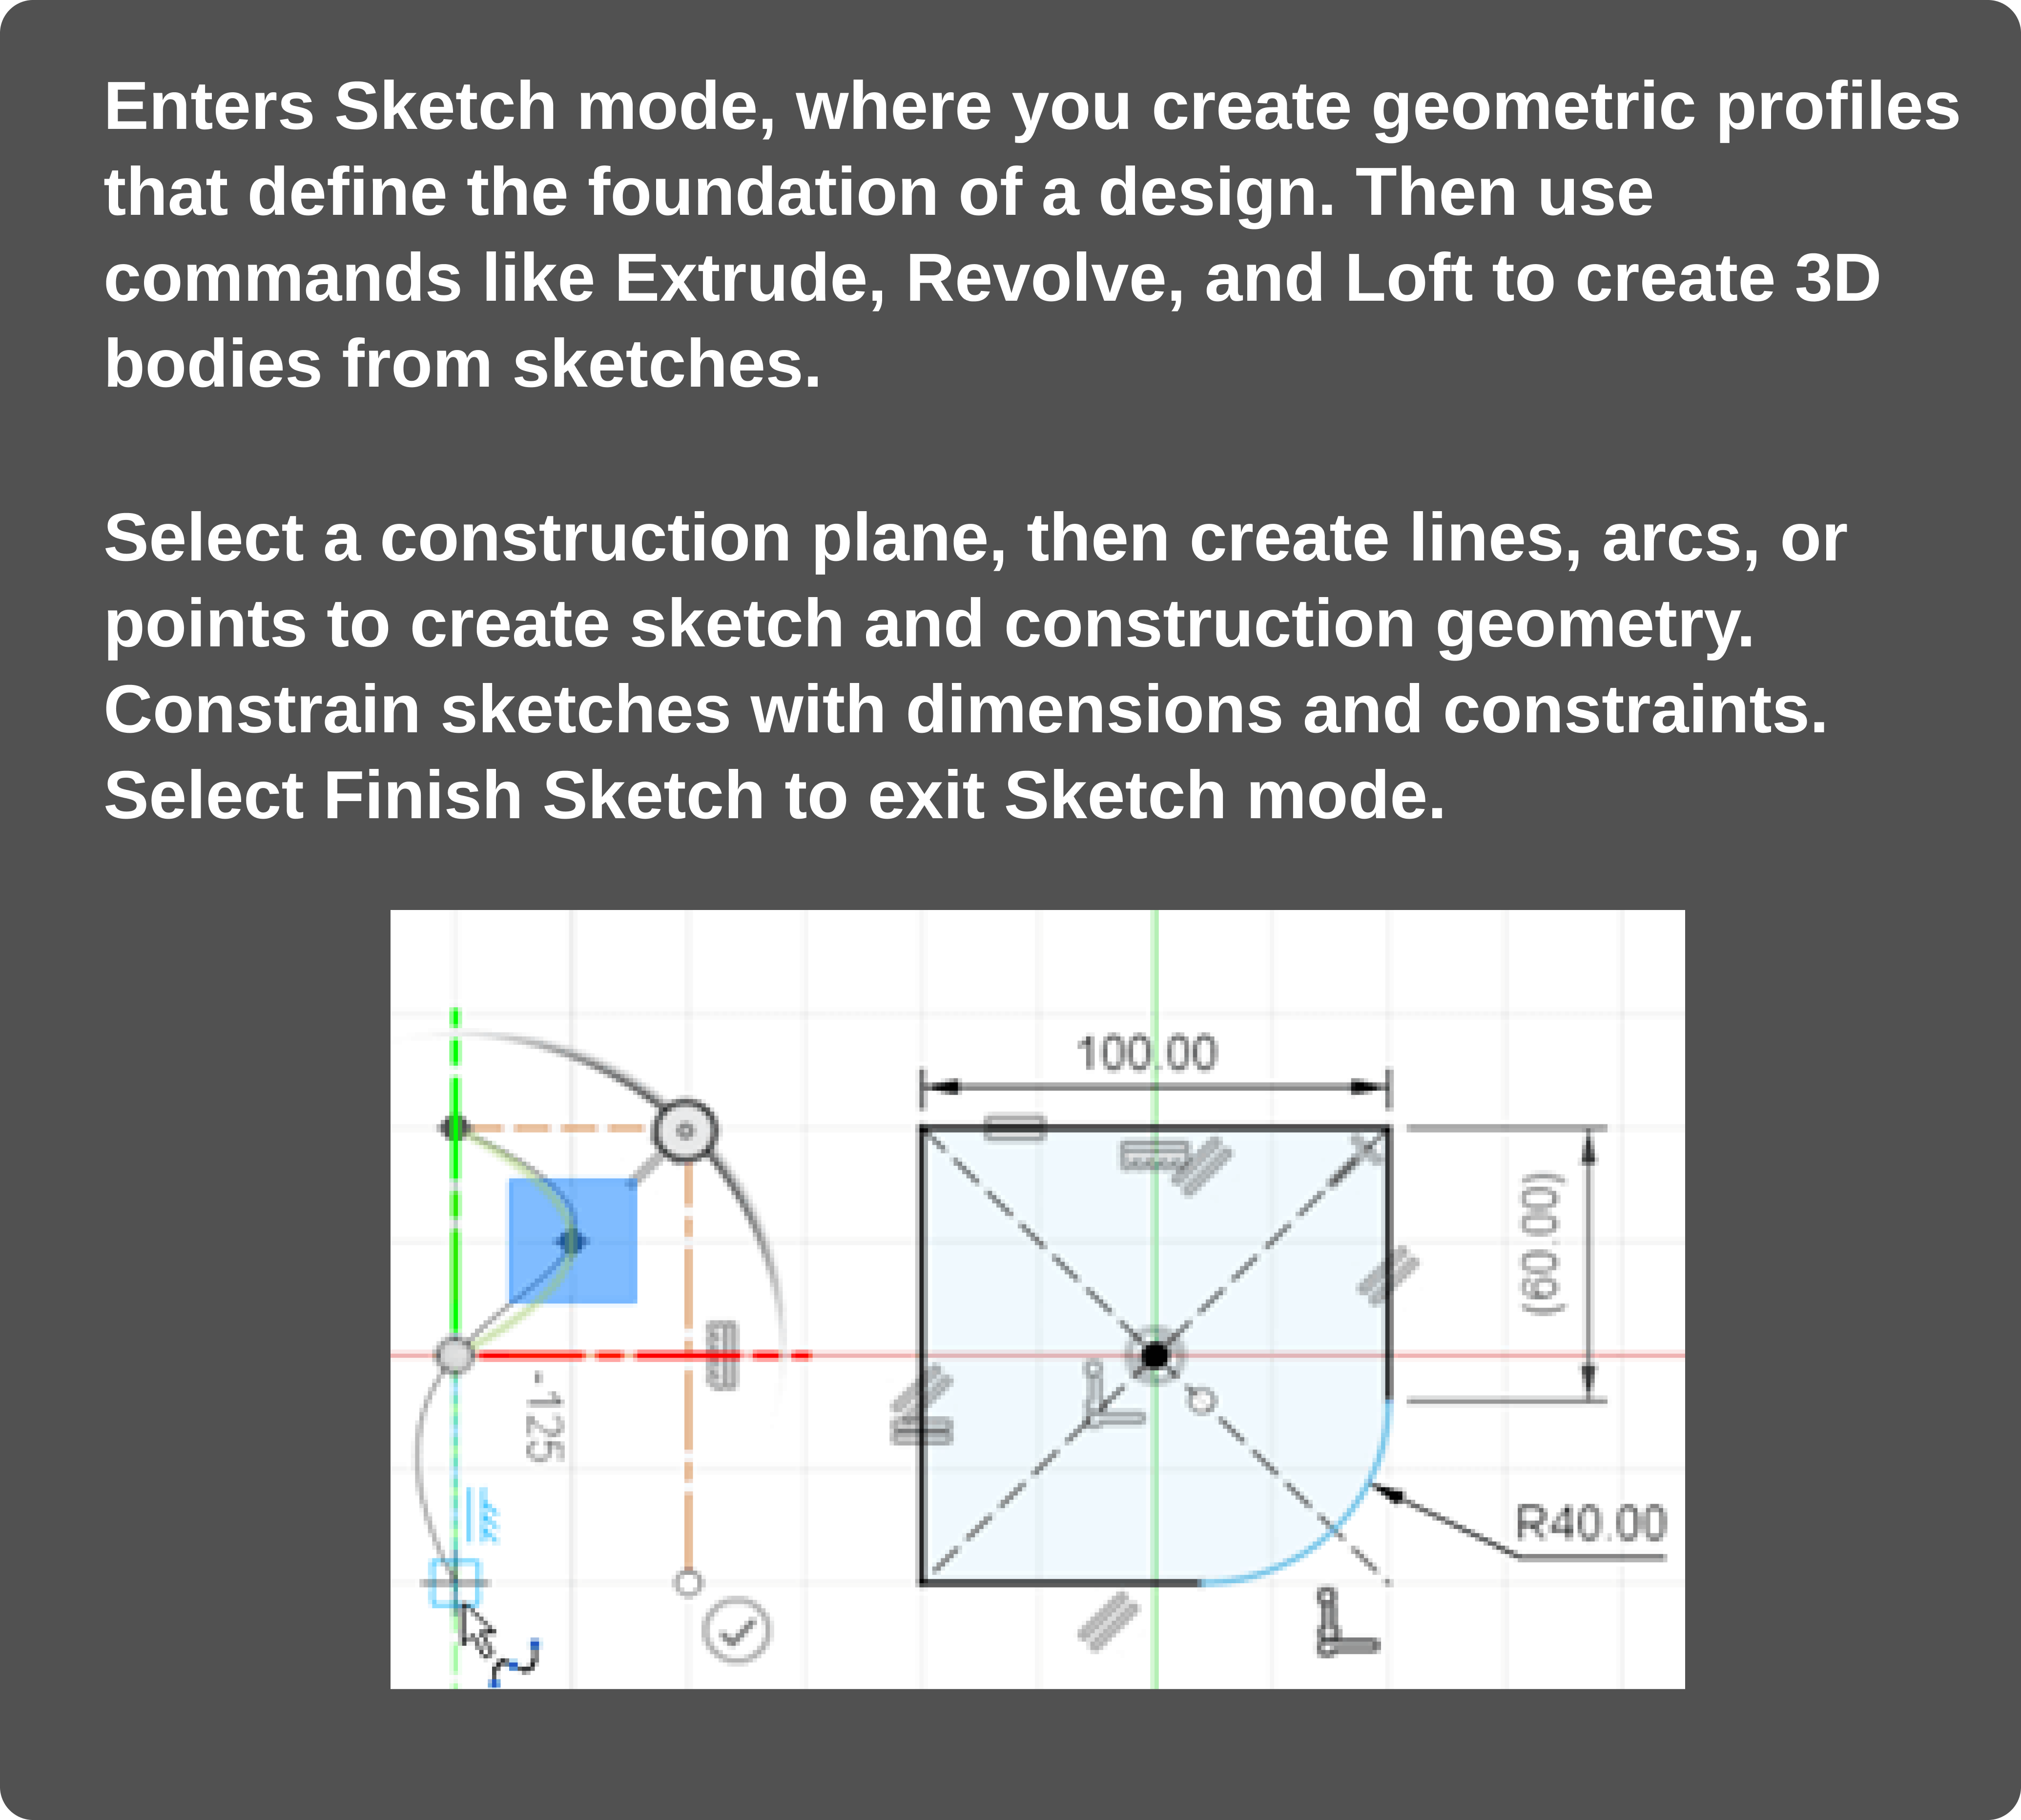 Enters Sketch mode, where you create geometric profiles
that define the foundation of a design. Then use
commands like Extrude, Revolve, and Loft to create 3D
bodies from sketches.
Select a construction plane, then create lines, arcs, or
points to create sketch and construction geometry.
Constrain sketches with dimensions and constraints.
Select Finish Sketch to exit Sketch mode.
100.00
(60.00)
-125
R40.00